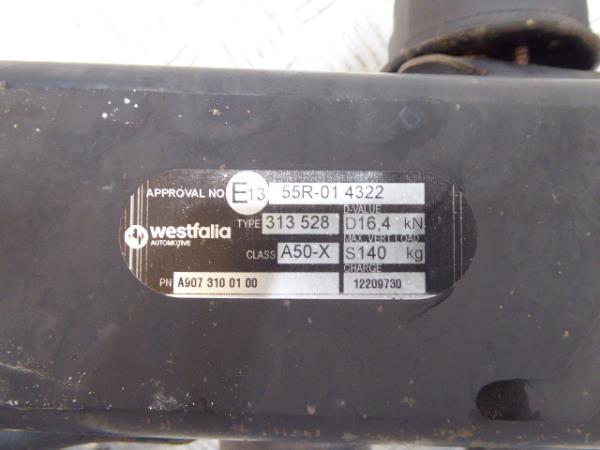 APPROVAL NO E13 55R-01 4322
D-VALUE
TYPE 313 528 D16,4 kN
westfalia
AUTOMOTIVE
MAX. VERT LOAD
CLASS A50-X S140 kg
CHARGE
PN A907 310 01 00 12209730